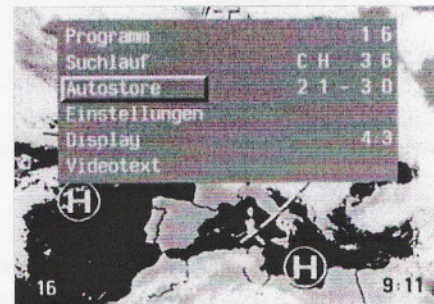 Programm 16
Suchlauf CH 36
Autostore 21-30
Einstellungen
Display 4.3
Videotext
H
H
16 9:11